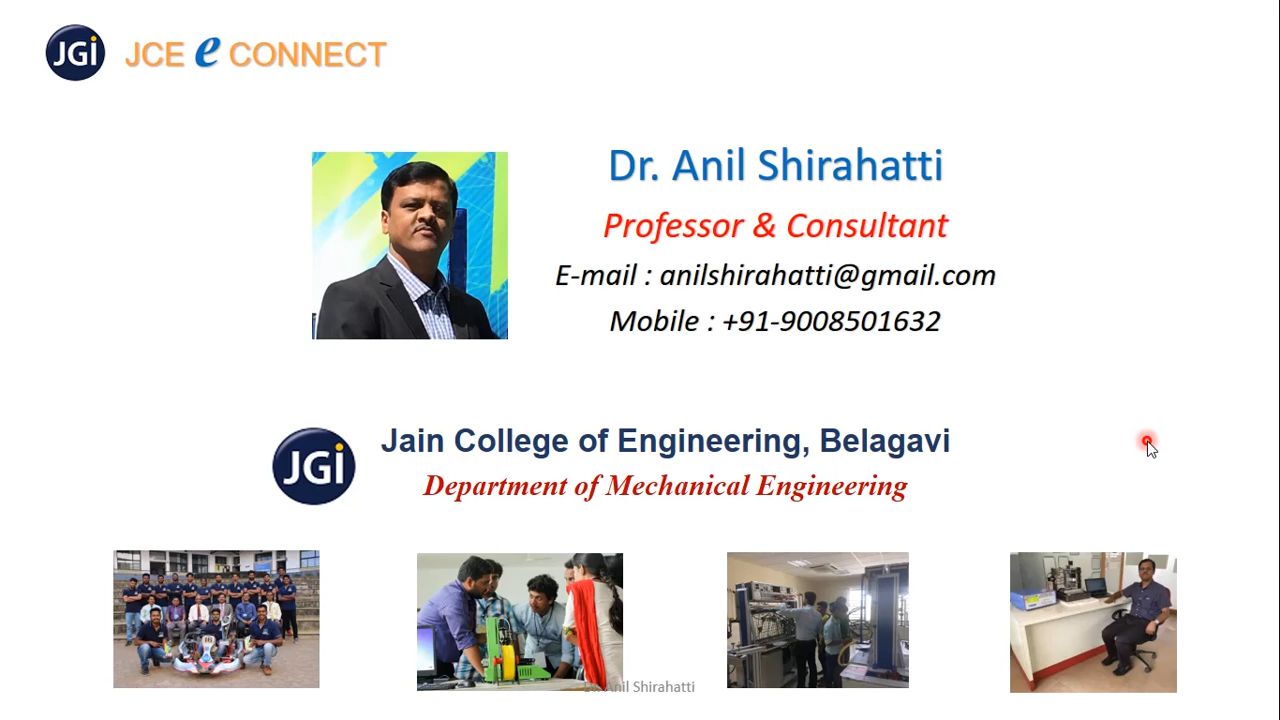 JGi JCE e CONNECT
Dr. Anil Shirahatti
Professor & Consultant
E-mail : anilshirahatti@gmail.com
Mobile : +91-9008501632
JGi Jain College of Engineering, Belagavi
Department of Mechanical Engineering
Dr. Anil Shirahatti